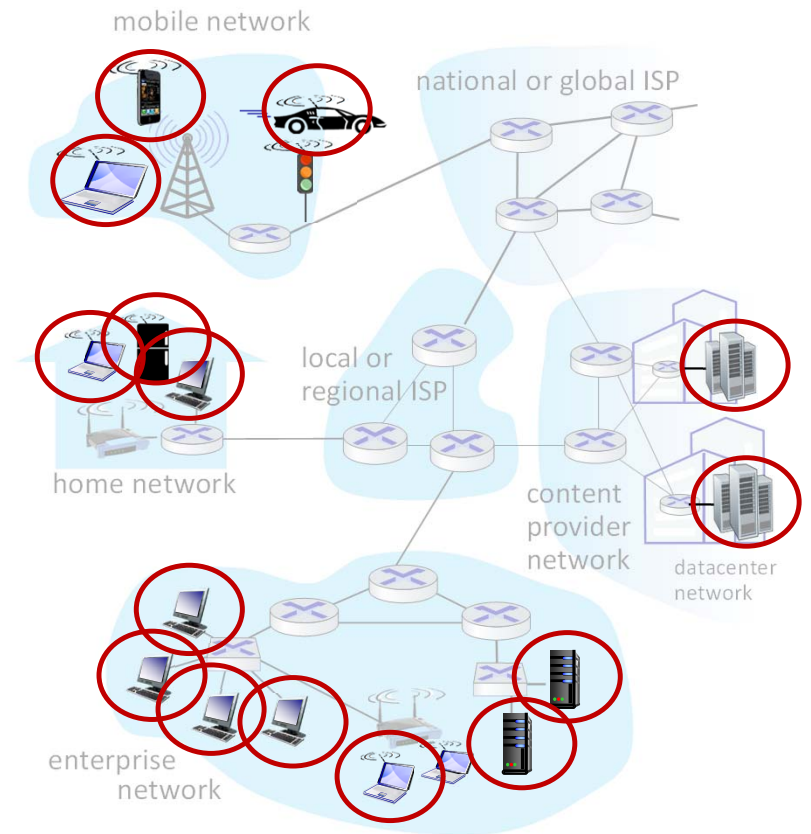 mobile network
national or global ISP
local or
regional ISP
home network
content
provider
network
datacenter
network
enterprise
network